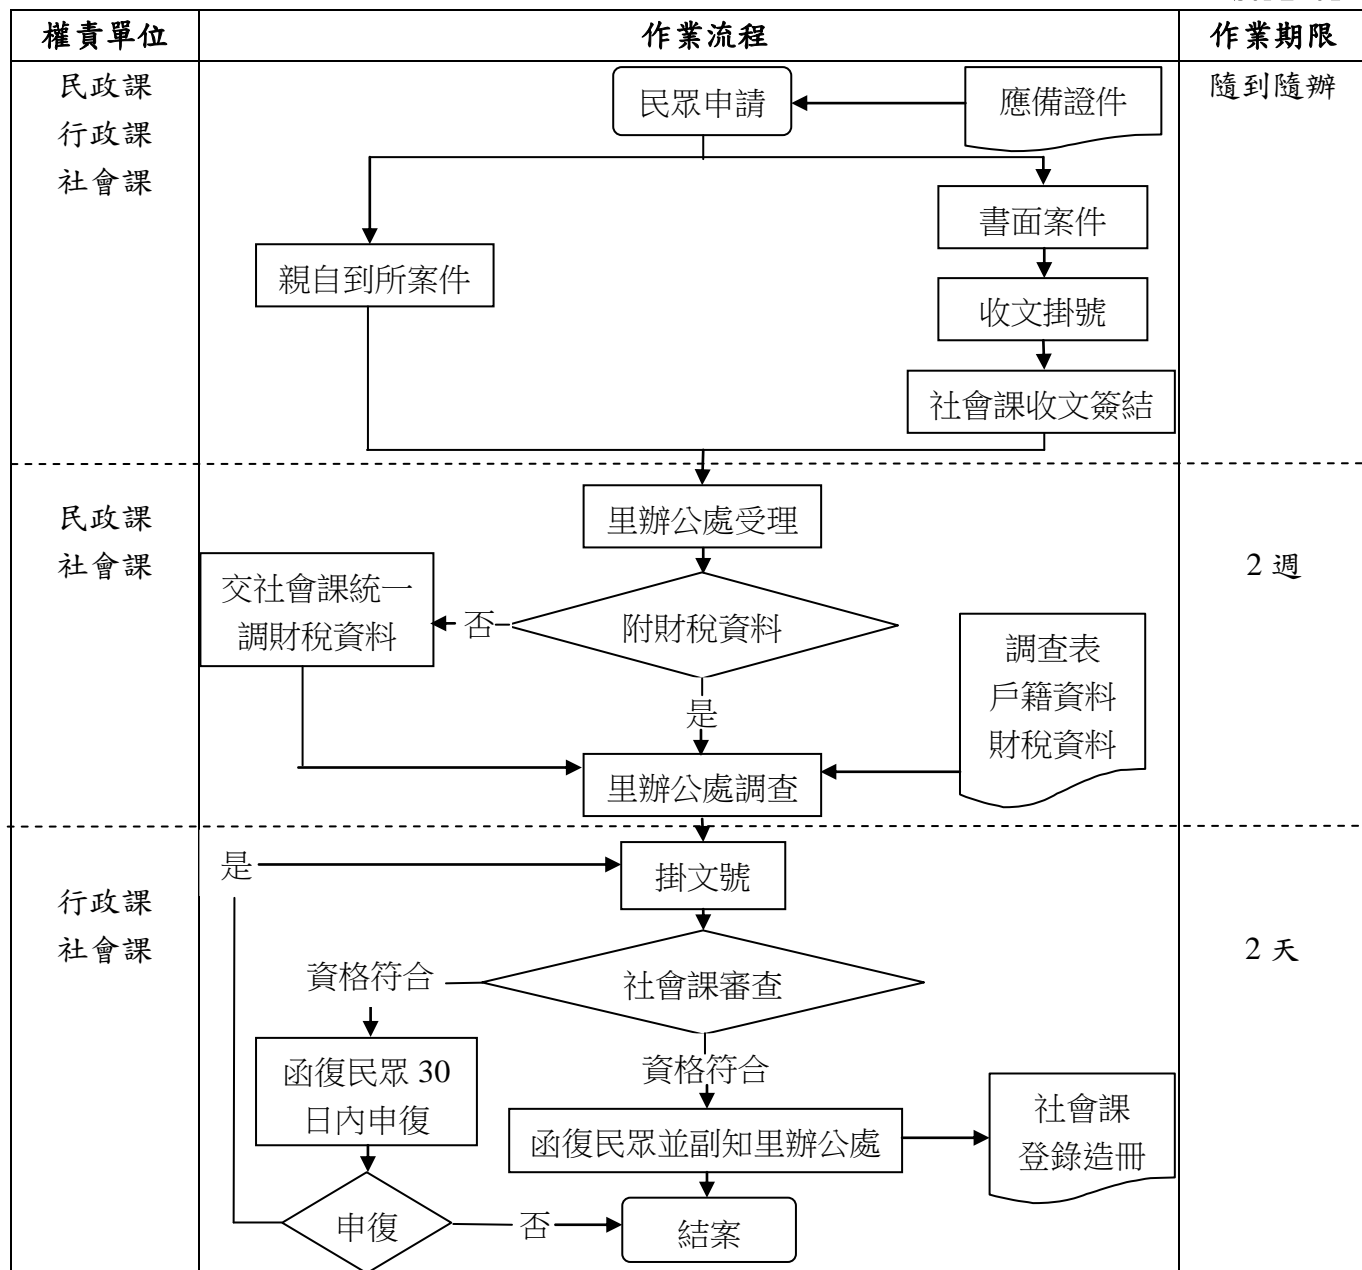 權責單位
作業流程
作業期限
民政課
行政課
社會課
民眾申請
應備證件
隨到隨辦
書面案件
親自到所案件
收文掛號
社會課收文簽結
民政課
社會課
里辦公處受理
2 週
交社會課統一
調財稅資料
否
附財稅資料
調查表
戶籍資料
財稅資料
是
里辦公處調查
行政課
社會課
是
掛文號
2 天
資格符合
社會課審查
函復民眾 30
日內申復
資格符合
函復民眾並副知里辦公處
社會課
登錄造冊
申復
否
結案